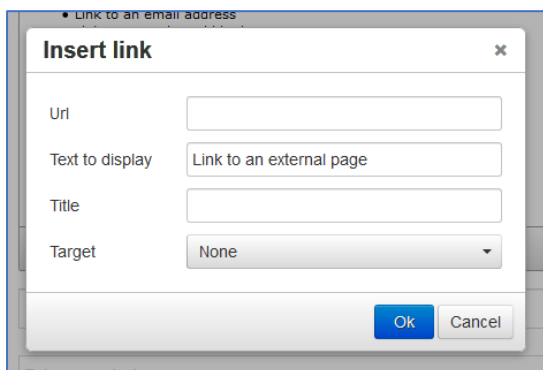 • Link to an email address
Insert link ×
Url
Text to display Link to an external page
Title
Target None
Ok Cancel